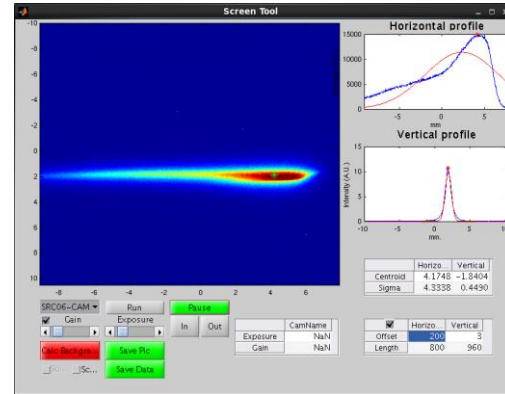 Screen Tool
Horizontal profile
-10
-8
-6
-4
-2
0
2
4
6
8
10
-8 -6 -4 -2 0 2 4 6
15000
10000
5000
0
-5 0 5
mm
Vertical profile
Intensity (A.U.)
15
10
5
0
-10 -5 0 5 10
mm.
Horizo... Vertical
Centroid 4.1748 -1.8404
Sigma 4.3338 0.4490
SRC06-CAM Run Pause
Gain Exposure
In Out
CamName
Exposure NaN
Gain NaN
Horizo... Vertical
Offset 200 3
Length 800 960
Calc Backgro... Save Pic
Sc...
Save Data